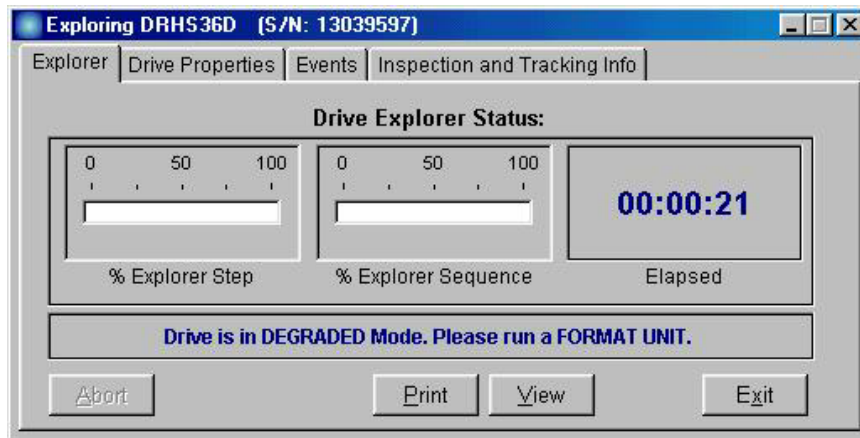 Exploring DRHS36D (S/N: 13039597)
Explorer Drive Properties Events Inspection and Tracking Info
Drive Explorer Status:
0 50 100 0 50 100
00:00:21
% Explorer Step % Explorer Sequence Elapsed
Drive is in DEGRADED Mode. Please run a FORMAT UNIT.
Abort Print View Exit